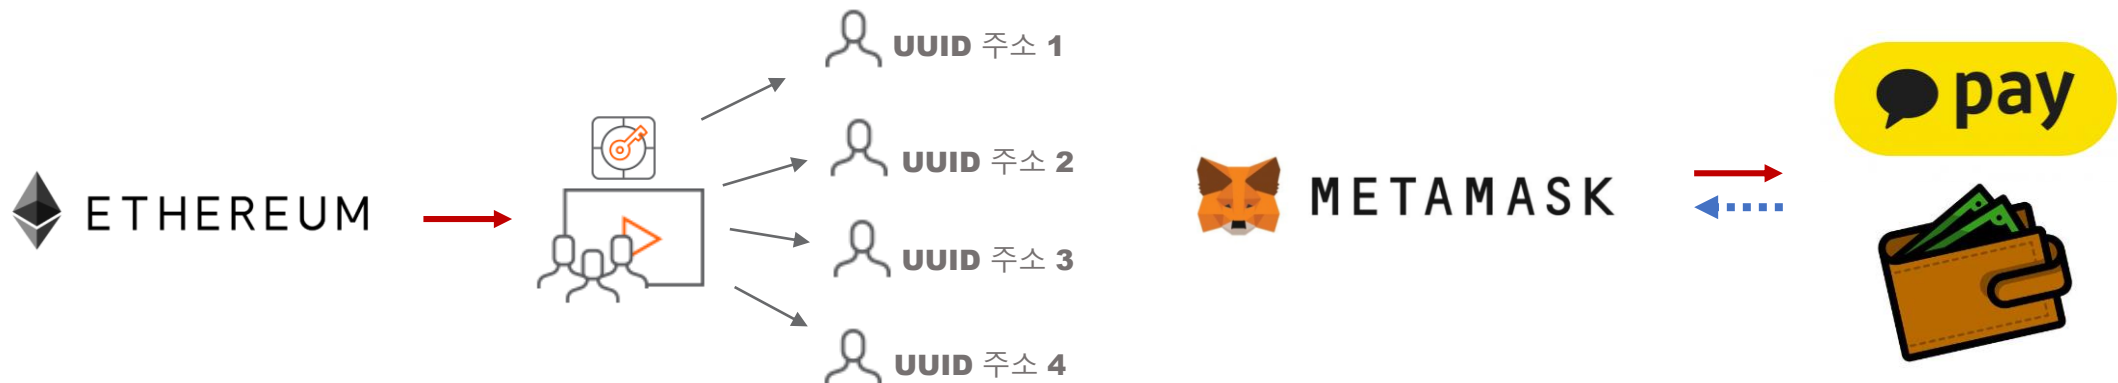 ETHEREUM
UUID 주소 1
UUID 주소 2
UUID 주소 3
UUID 주소 4
METAMASK
pay